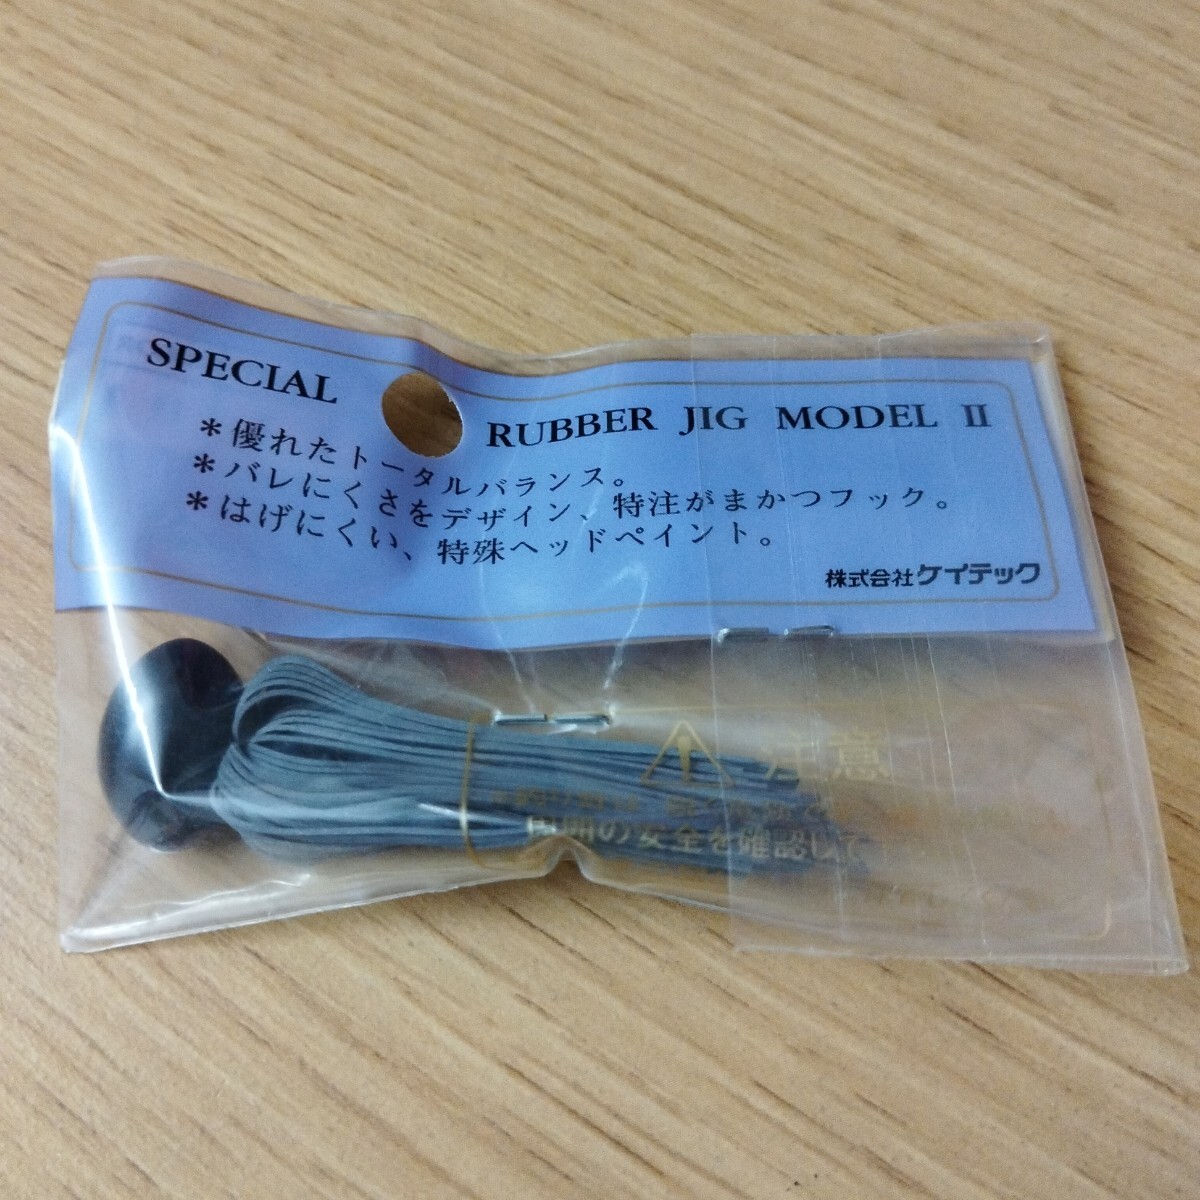 SPECIAL RUBBER JIG MODEL II
＊優れたトータルバランス。
＊バレにくさをデザイン、特注がまかつフック。
＊はげにくい、特殊ヘッドペイント。
株式会社ケイテック
注意
周囲の安全を確認して